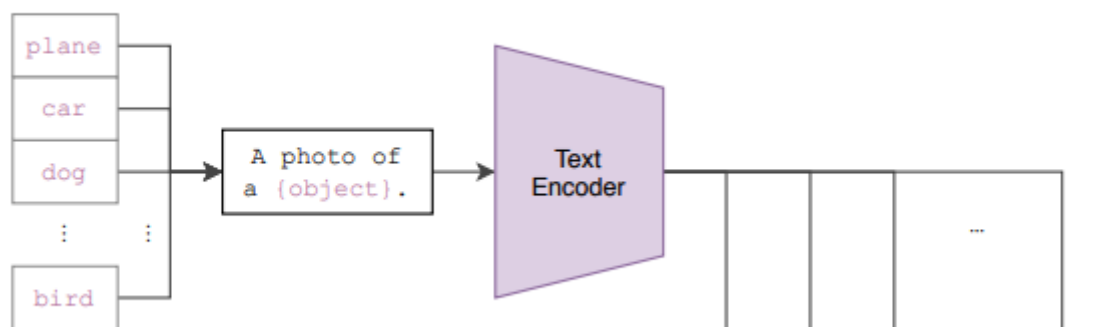 plane
car
dog
⋮ ⋮
bird
A photo of
a {object}.
Text
Encoder
...